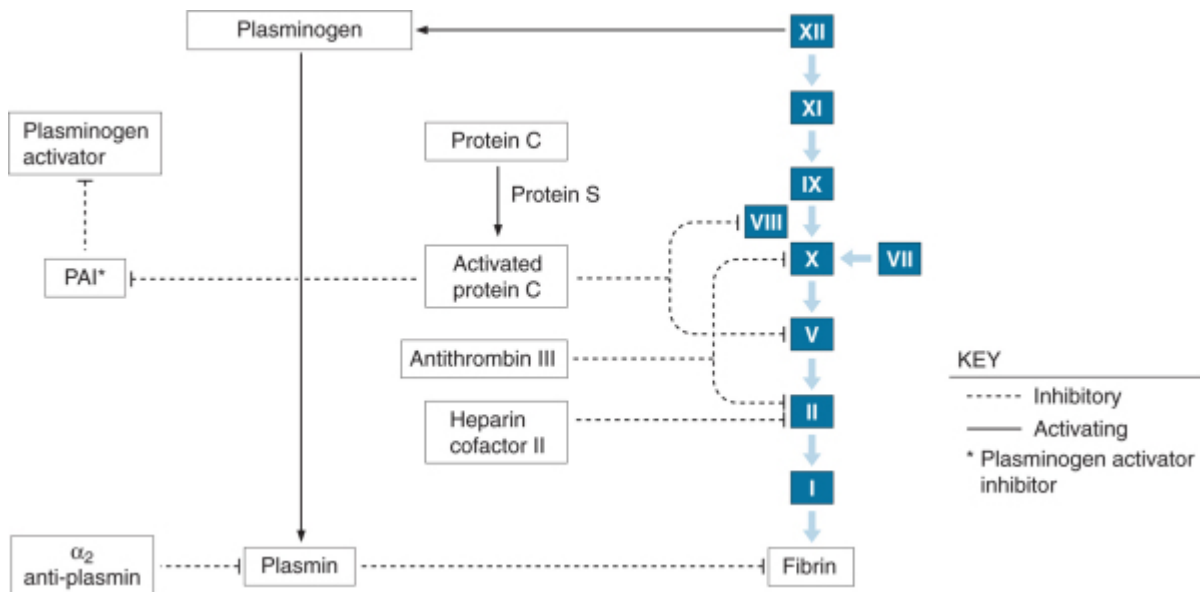 Plasminogen
XII
XI
Plasminogen
activator
Protein C
Protein S
IX
VIII
PAI*
Activated
protein C
X
VII
V
Antithrombin III
Heparin
cofactor II
II
I
α₂
anti-plasmin
Plasmin
Fibrin
KEY
Inhibitory
Activating
* Plasminogen activator
inhibitor